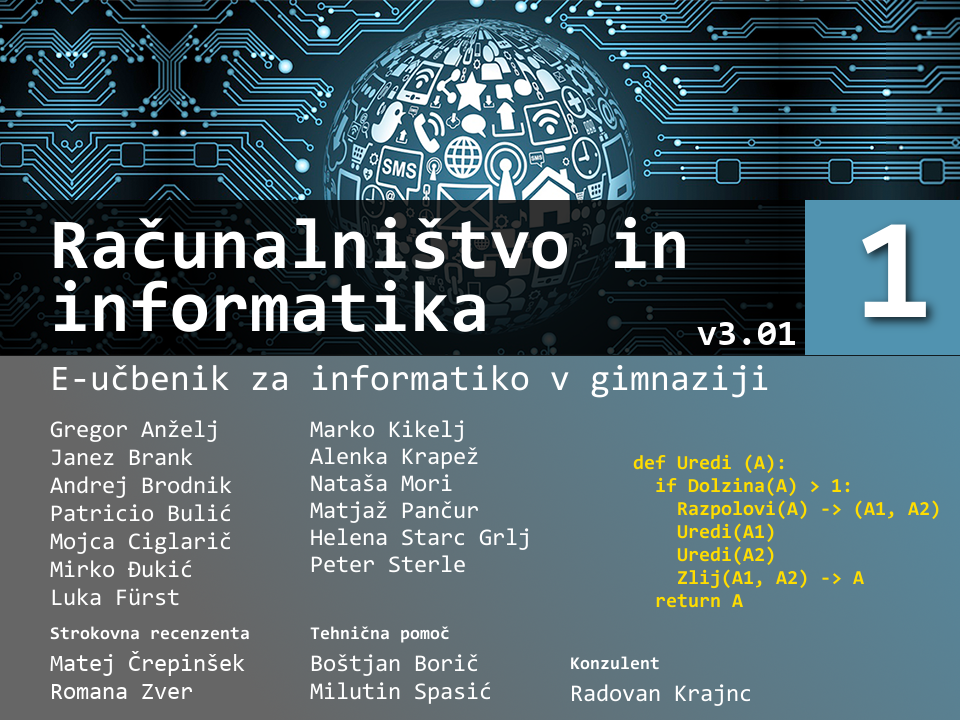 SMS
SMS
Računalništvo in
informatika
v3.01
1
E-učbenik za informatiko v gimnaziji
Gregor Anželj
Janez Brank
Andrej Brodnik
Patricio Bulić
Mojca Ciglarič
Mirko Đukić
Luka Fürst
Marko Kikelj
Alenka Krapež
Nataša Mori
Matjaž Pančur
Helena Starc Grlj
Peter Sterle
def Uredi (A):
if Dolzina(A) > 1:
Razpolovi(A) -> (A1, A2)
Uredi(A1)
Uredi(A2)
Zlij(A1, A2) -> A
return A
Strokovna recenzenta
Matej Črepinšek
Romana Zver
Tehnična pomoč
Boštjan Borič
Milutin Spasić
Konzulent
Radovan Krajnc